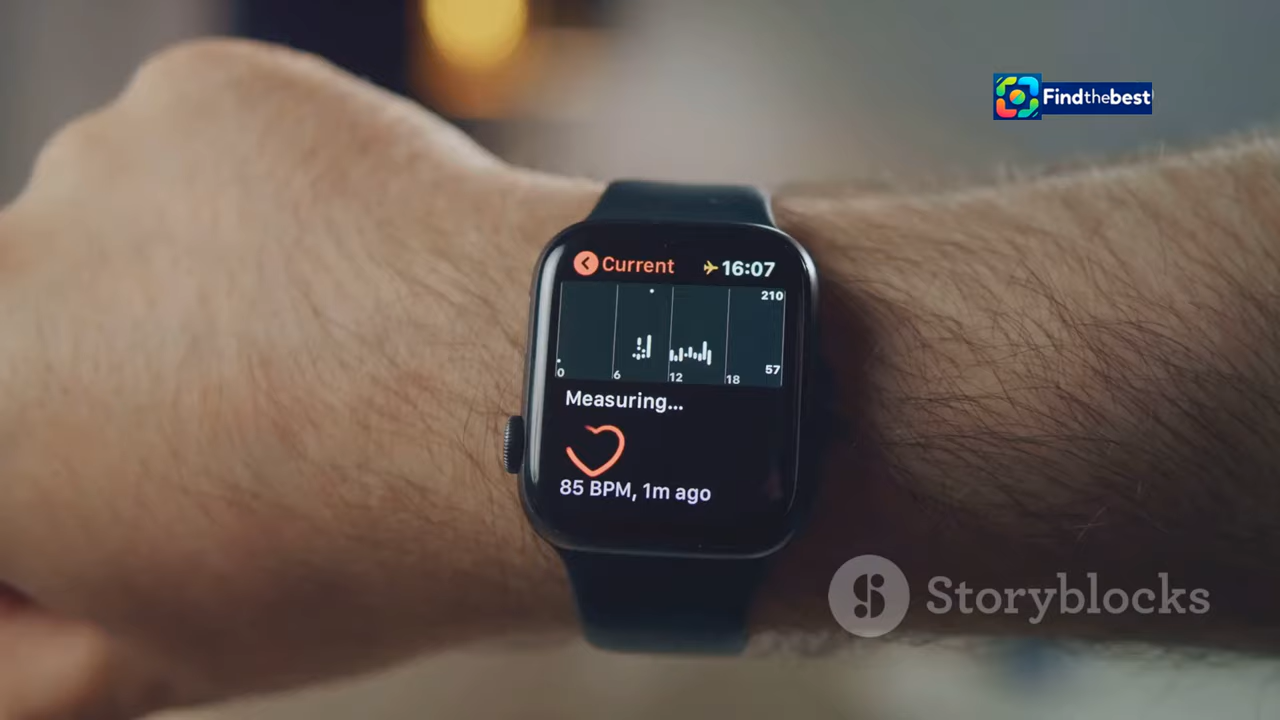 Findthebest
Current 16:07
210
57
0 6 12 18
Measuring...
85 BPM, 1m ago
Storyblocks